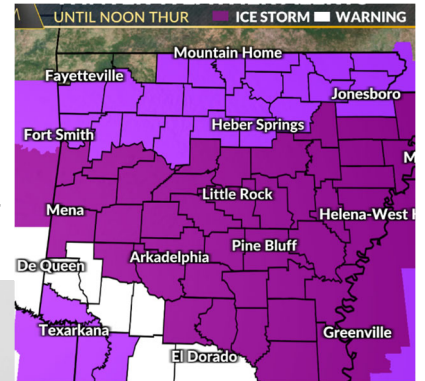 UNTIL NOON THUR ICE STORM WARNING
Mountain Home
Fayetteville
Jonesboro
Heber Springs
Fort Smith
Little Rock
Mena
Helena-West
Pine Bluff
Arkadelphia
De Queen
Texarkana
Greenville
El Dorado